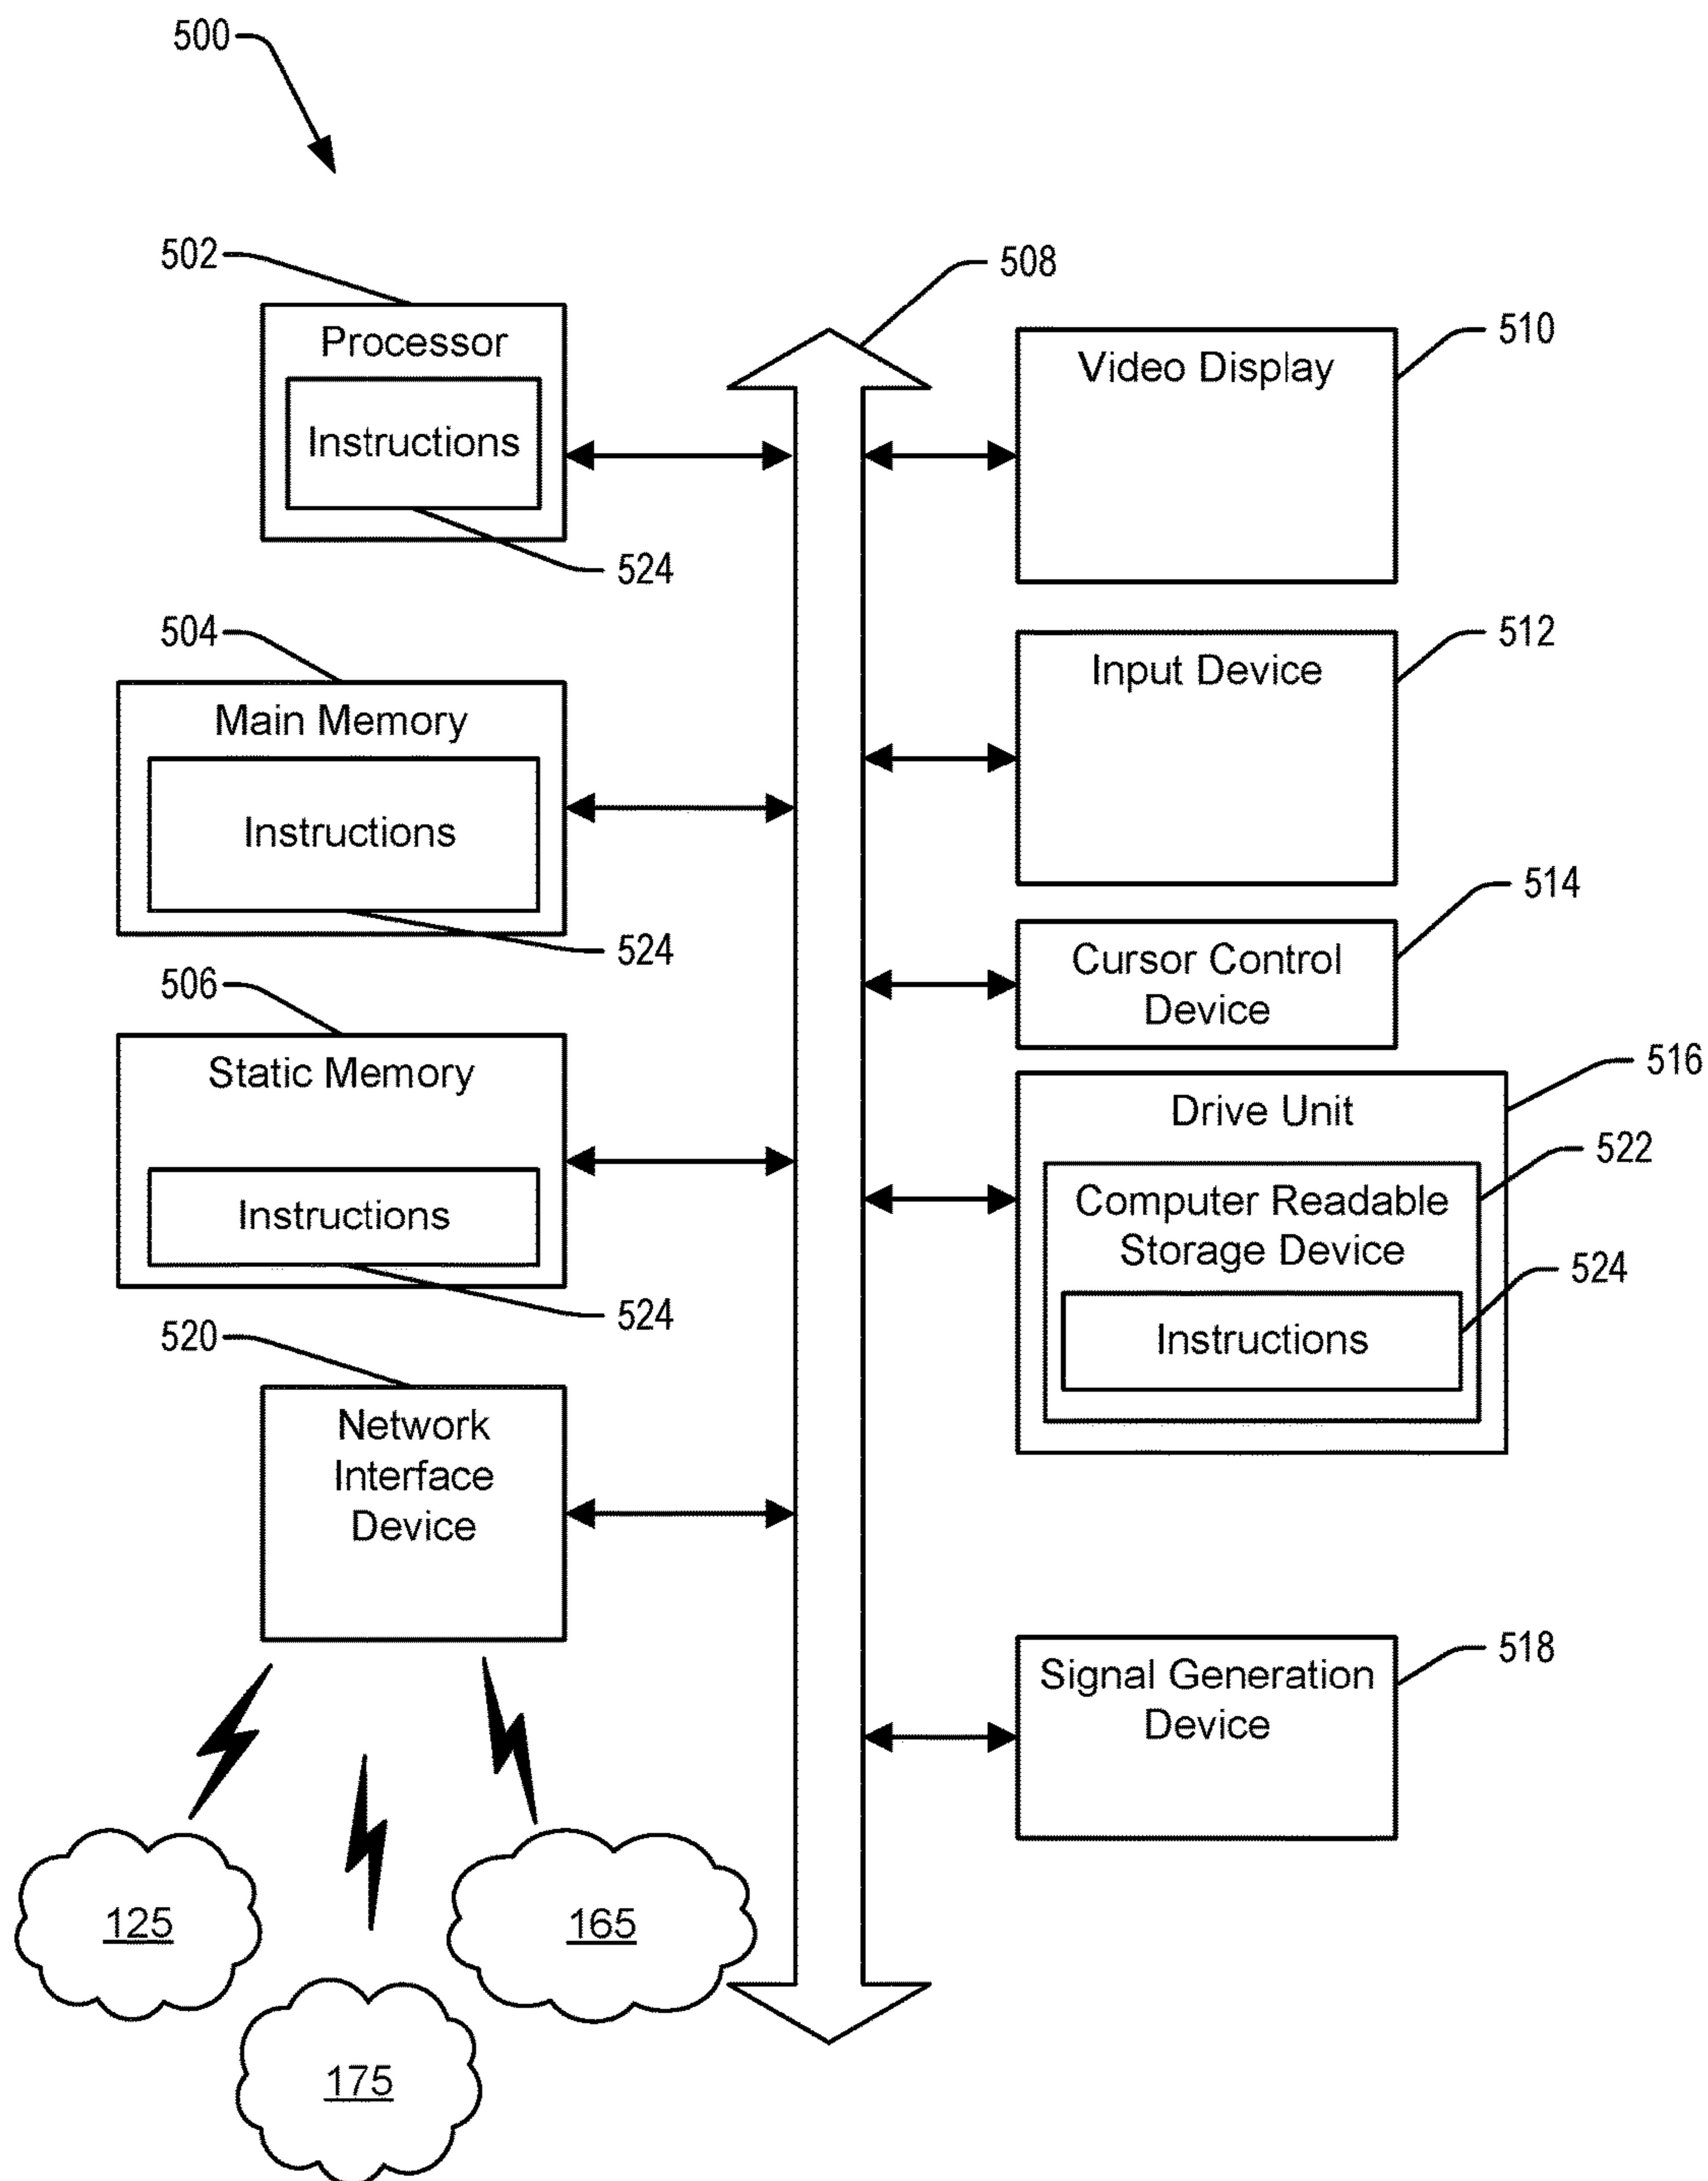 500
502
Processor
Instructions
524
504
Main Memory
Instructions
524
506
Static Memory
Instructions
524
520
Network
Interface
Device
125
165
175
508
Video Display
510
Input Device
512
514
Cursor Control
Device
516
Drive Unit
522
Computer Readable
Storage Device
524
Instructions
518
Signal Generation
Device